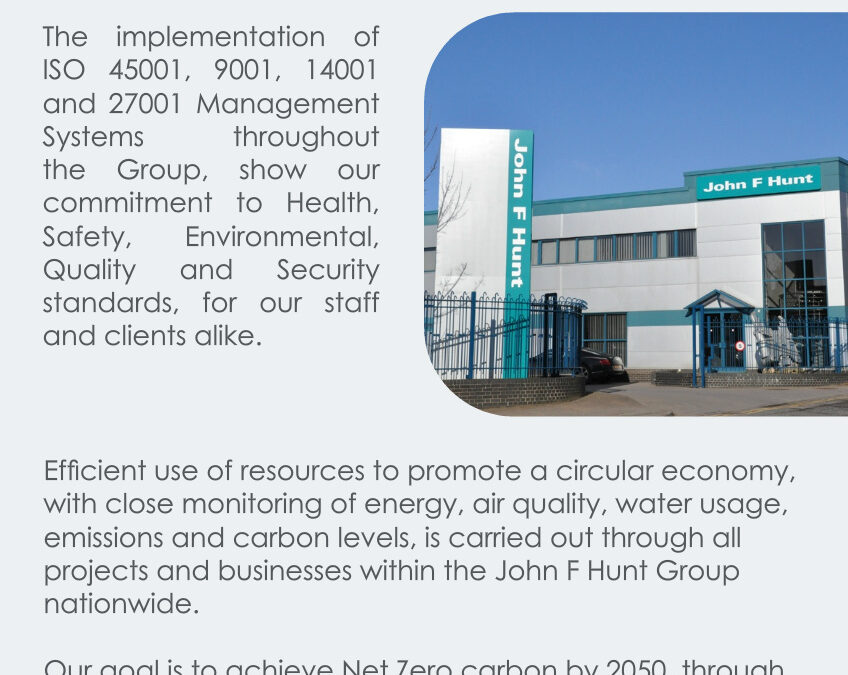 The implementation of
ISO 45001, 9001, 14001
and 27001 Management
Systems throughout
the Group, show our
commitment to Health,
Safety, Environmental,
Quality and Security
standards, for our staff
and clients alike.
John F Hunt
John F Hunt
Efficient use of resources to promote a circular economy,
with close monitoring of energy, air quality, water usage,
emissions and carbon levels, is carried out through all
projects and businesses within the John F Hunt Group
nationwide.
Our goal is to achieve Net Zero carbon by 2050, through